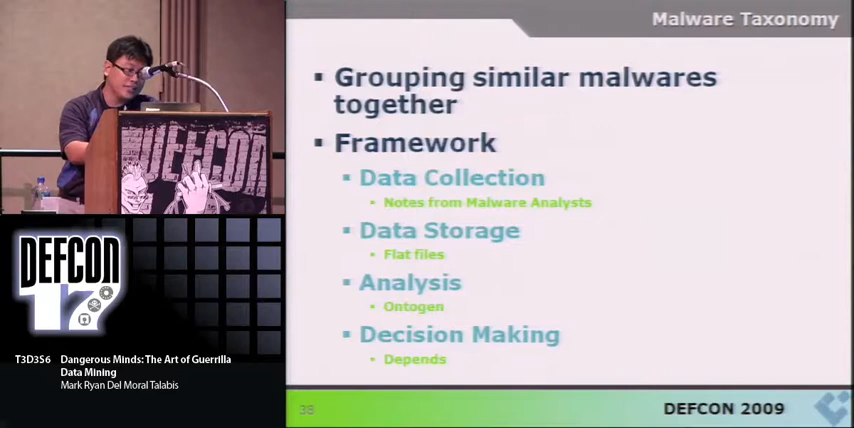 Malware Taxonomy
▪ Grouping similar malwares
together
▪ Framework
▪ Data Collection
• Notes from Malware Analysts
▪ Data Storage
• Flat files
▪ Analysis
• Ontogen
▪ Decision Making
• Depends
38
DEFCON 2009
DEFCON
DEFCON
17
T3D3S6 Dangerous Minds: The Art of Guerrilla
Data Mining
Mark Ryan Del Moral Talabis